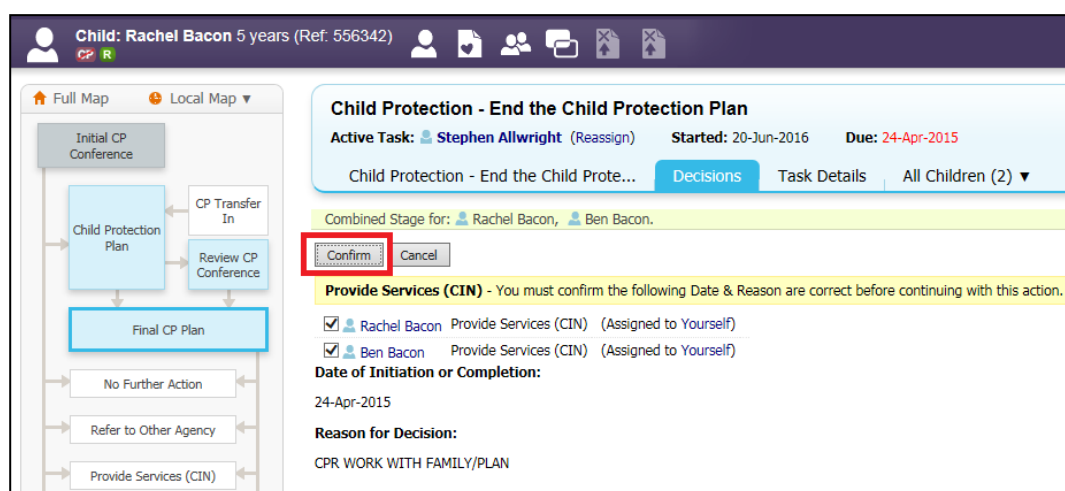 Child: Rachel Bacon 5 years (Ref: 556342)
CP R
Full Map Local Map ▼
Initial CP
Conference
CP Transfer
In
Child Protection
Plan
Review CP
Conference
Final CP Plan
No Further Action
Refer to Other Agency
Provide Services (CIN)
Child Protection - End the Child Protection Plan
Active Task: Stephen Allwright (Reassign) Started: 20-Jun-2016 Due: 24-Apr-2015
Child Protection - End the Child Prote... Decisions Task Details All Children (2) ▼
Combined Stage for: Rachel Bacon, Ben Bacon.
Confirm Cancel
Provide Services (CIN) - You must confirm the following Date & Reason are correct before continuing with this action.
Rachel Bacon Provide Services (CIN) (Assigned to Yourself)
Ben Bacon Provide Services (CIN) (Assigned to Yourself)
Date of Initiation or Completion:
24-Apr-2015
Reason for Decision:
CPR WORK WITH FAMILY/PLAN